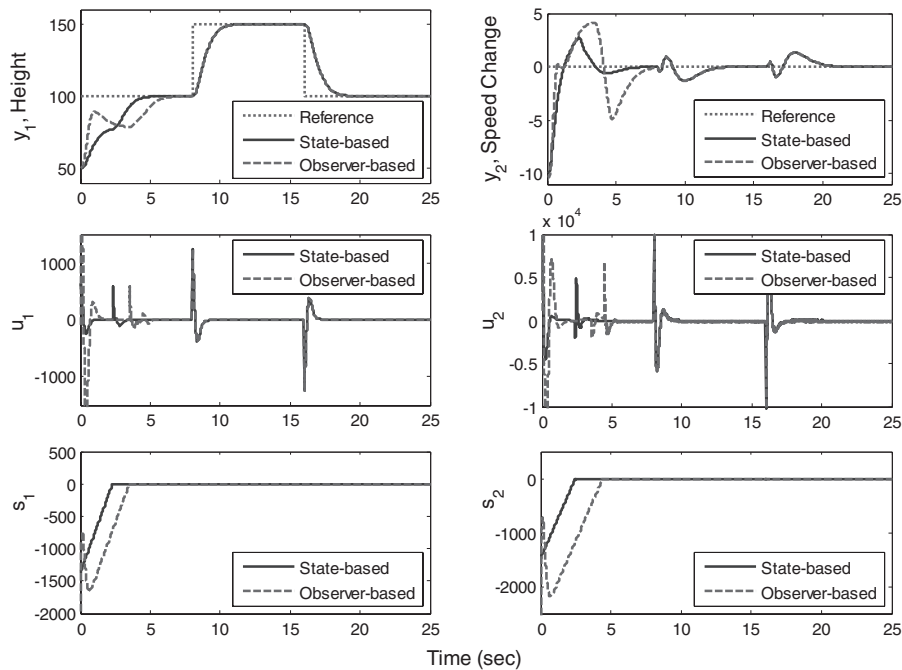 150
100
50
y1, Height
Reference
State-based
Observer-based
0 5 10 15 20 25
5
0
-5
-10
y2, Speed Change
Reference
State-based
Observer-based
0 5 10 15 20 25
1000
0
-1000
u1
State-based
Observer-based
0 5 10 15 20 25
x 10^4
1
0.5
0
-0.5
-1
u2
State-based
Observer-based
0 5 10 15 20 25
500
0
-500
-1000
-1500
-2000
s1
State-based
Observer-based
0 5 10 15 20 25
0
-1000
-2000
s2
State-based
Observer-based
0 5 10 15 20 25
Time (sec)